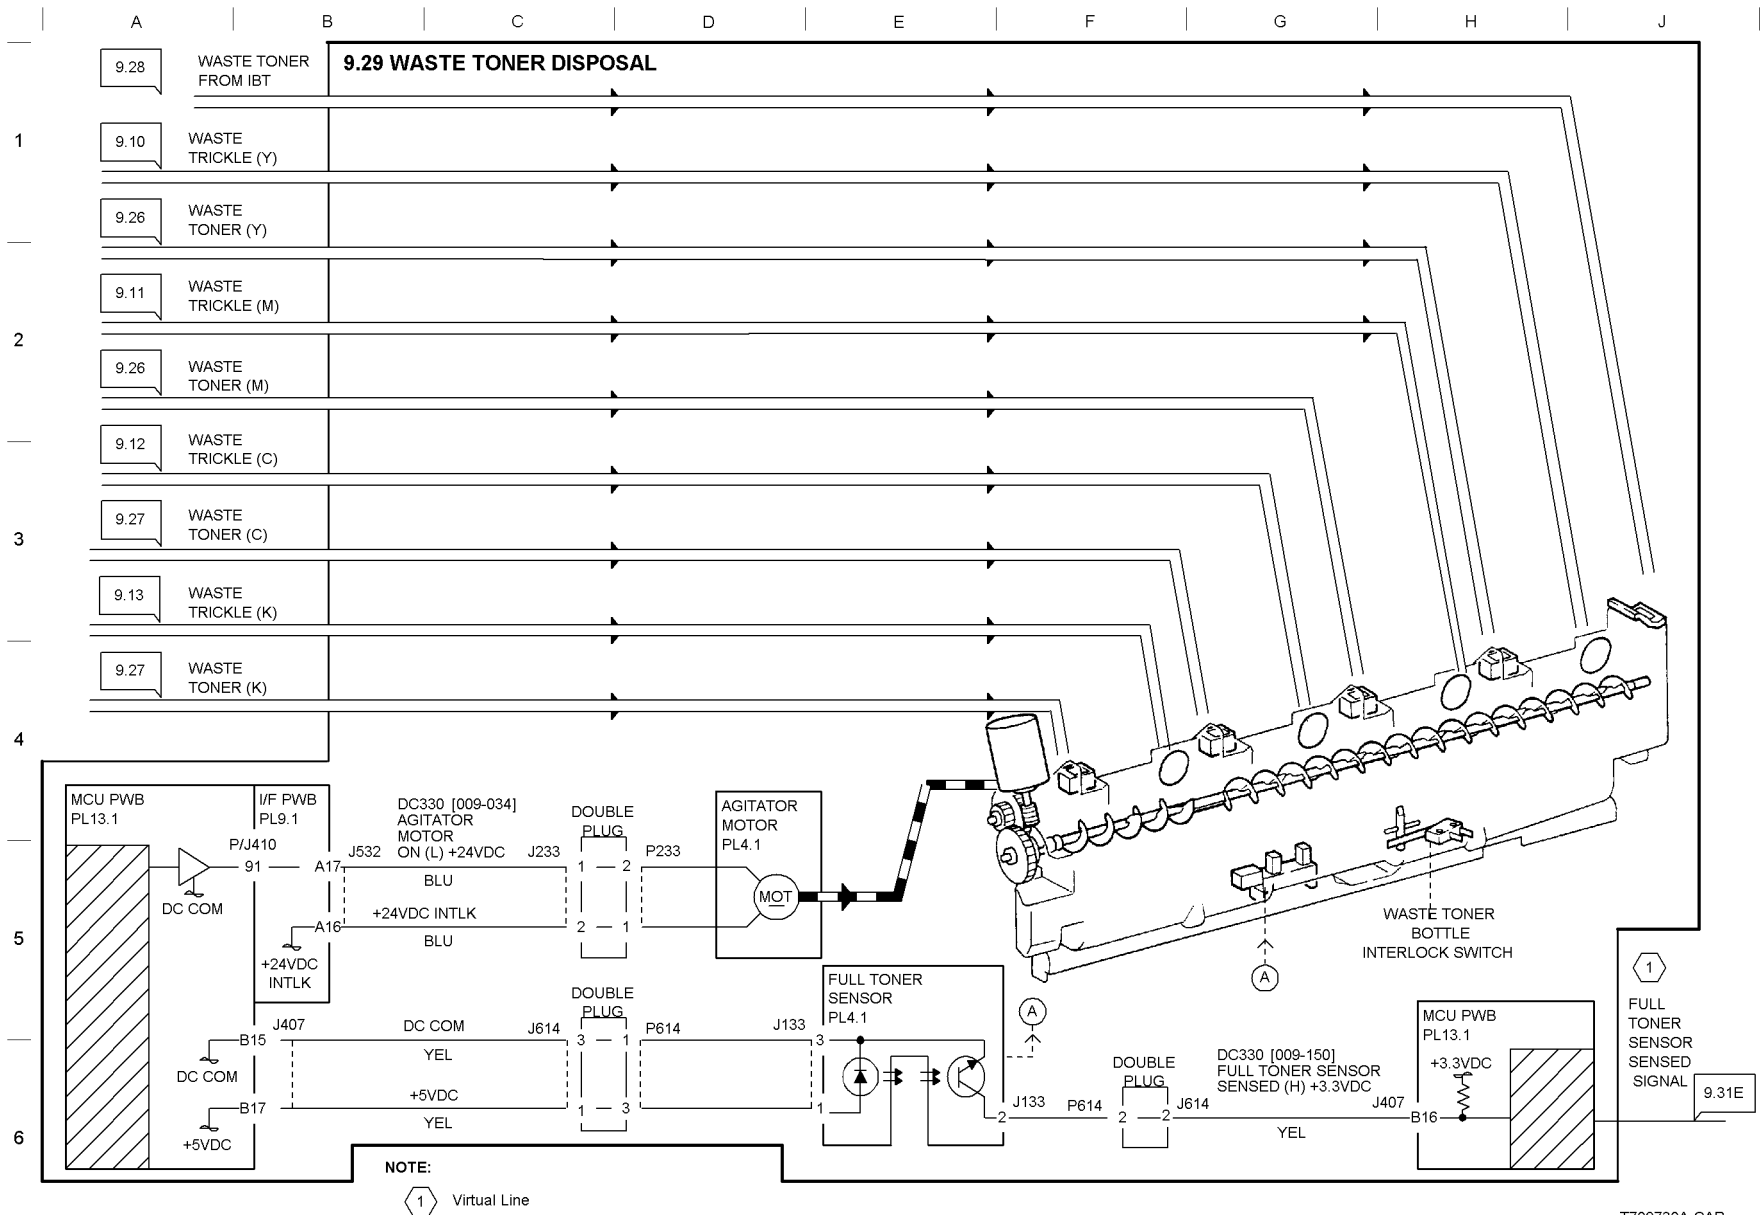 A B C D E F G H J
9.29 WASTE TONER DISPOSAL
9.28
WASTE TONER
FROM IBT
1
9.10
WASTE
TRICKLE (Y)
9.26
WASTE
TONER (Y)
9.11
WASTE
TRICKLE (M)
2
9.26
WASTE
TONER (M)
9.12
WASTE
TRICKLE (C)
9.27
WASTE
TONER (C)
3
9.13
WASTE
TRICKLE (K)
9.27
WASTE
TONER (K)
4
MCU PWB
PL13.1
I/F PWB
PL9.1
DC330 [009-034]
AGITATOR
MOTOR
ON (L) +24VDC
DOUBLE
PLUG
AGITATOR
MOTOR
PL4.1
P/J410
J532
J233
P233
91
A17
BLU
1
2
MOT
DC COM
+24VDC INTLK
A16
BLU
2
1
+24VDC
INTLK
5
WASTE TONER
BOTTLE
INTERLOCK SWITCH
A
DOUBLE
PLUG
FULL TONER
SENSOR
PL4.1
A
J407
DC COM
J614
P614
J133
B15
YEL
3
1
3
DC COM
+5VDC
B17
YEL
1
3
1
+5VDC
J133
2
P614
DOUBLE
PLUG
2
2
J614
DC330 [009-150]
FULL TONER SENSOR
SENSED (H) +3.3VDC
YEL
J407
B16
MCU PWB
PL13.1
+3.3VDC
1
FULL
TONER
SENSOR
SENSED
SIGNAL
9.31E
6
NOTE:
1 Virtual Line